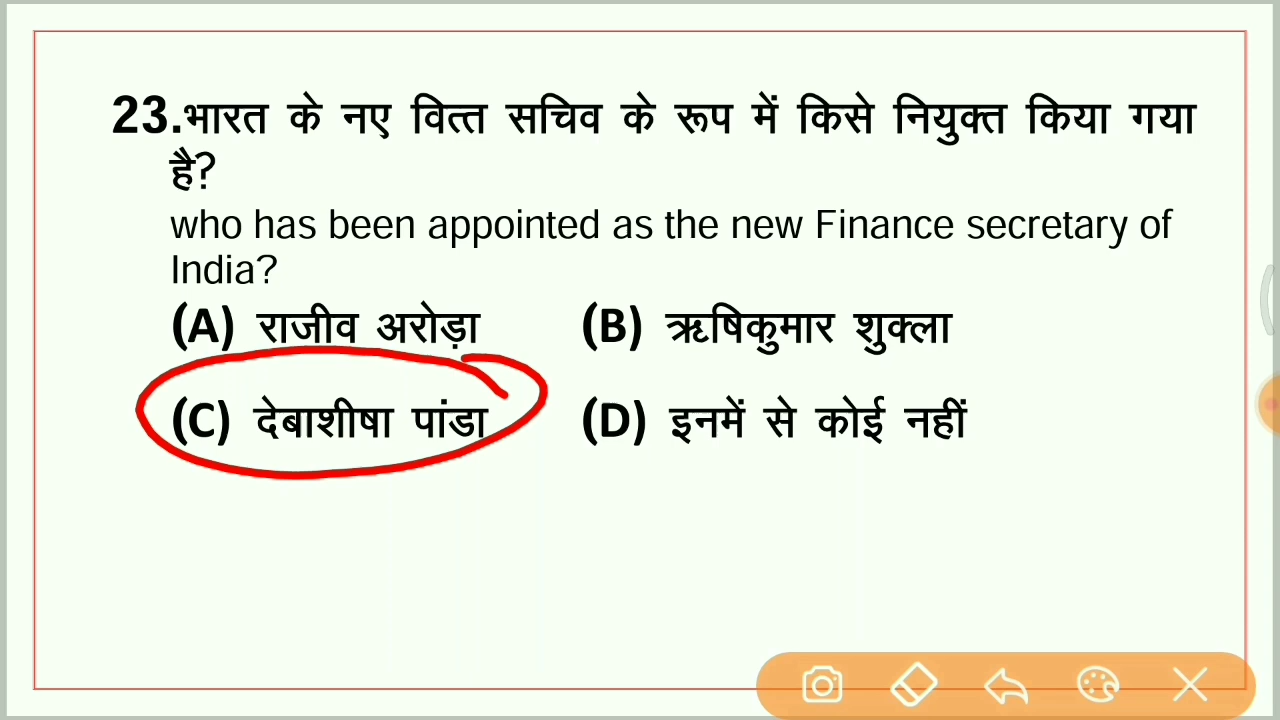 23.भारत के नए वित्त सचिव के रूप में किसे नियुक्त किया गया
है?
who has been appointed as the new Finance secretary of
India?
(A) राजीव अरोड़ा (B) ऋषिकुमार शुक्ला
(C) देबाशीषा पांडा (D) इनमें से कोई नहीं